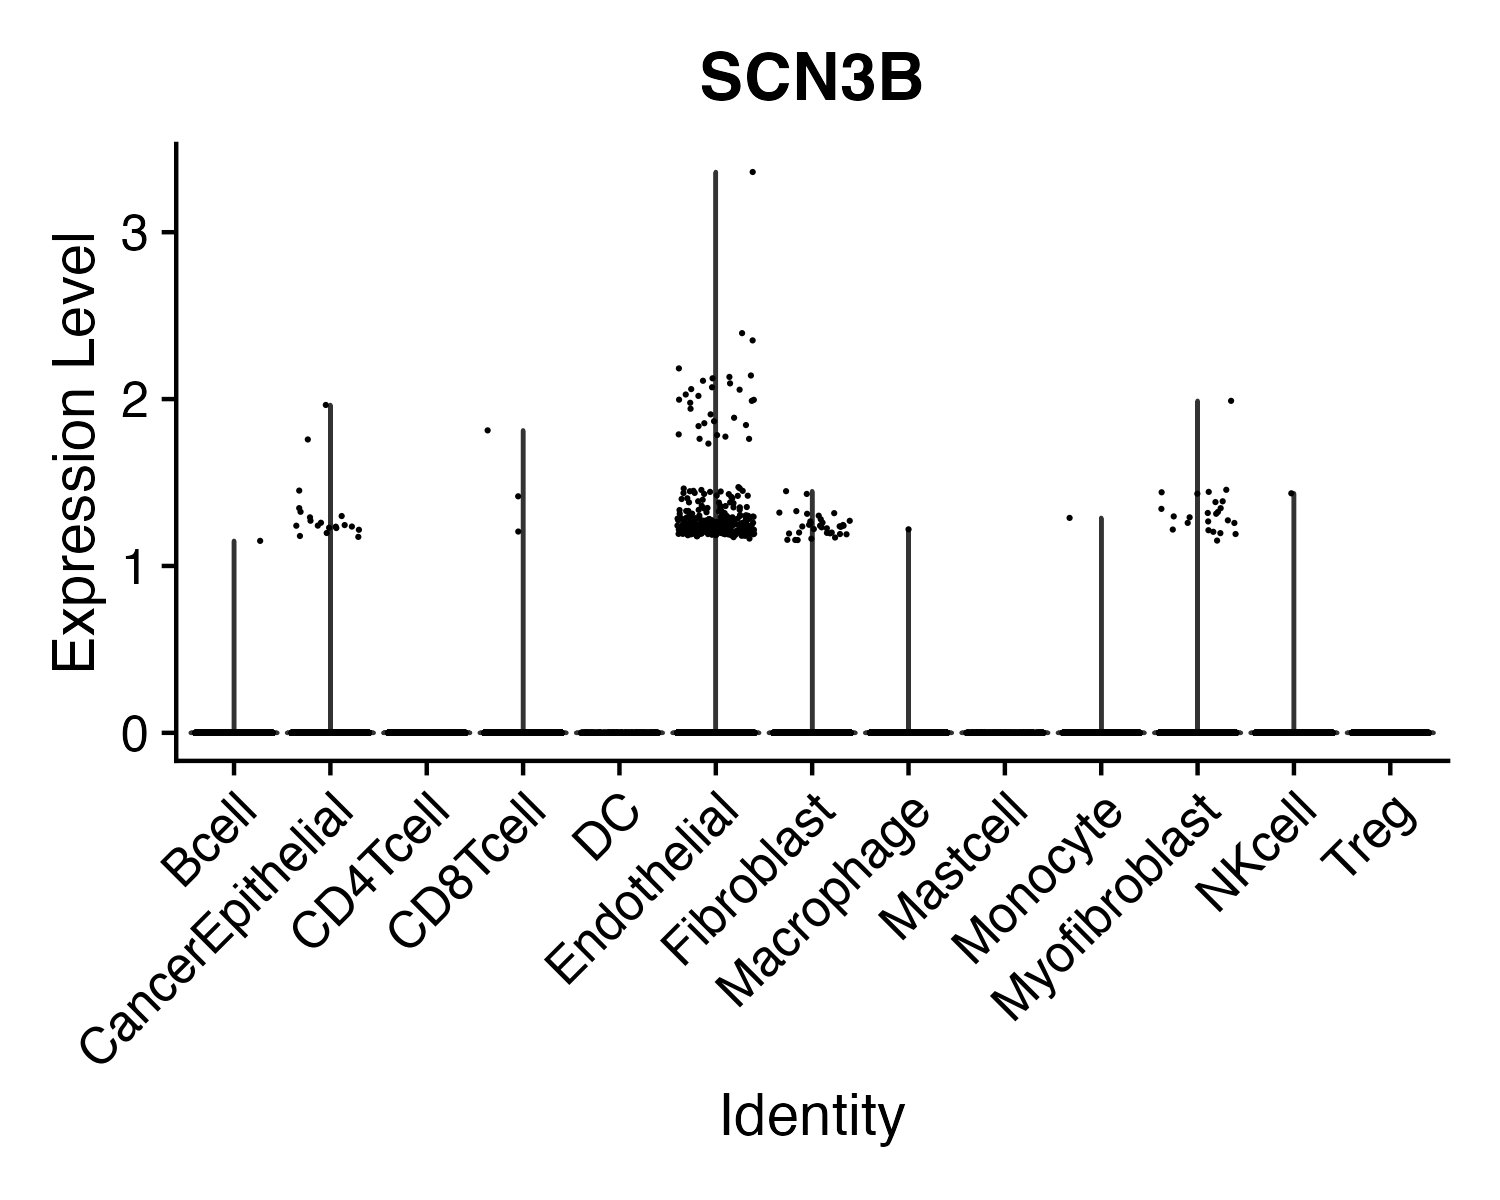 SCN3B
Expression Level
3
2
1
0
Bcell
CancerEpithelial
CD4Tcell
CD8Tcell
DC
Endothelial
Fibroblast
Macrophage
Mastcell
Monocyte
Myofibroblast
NKcell
Treg
Identity